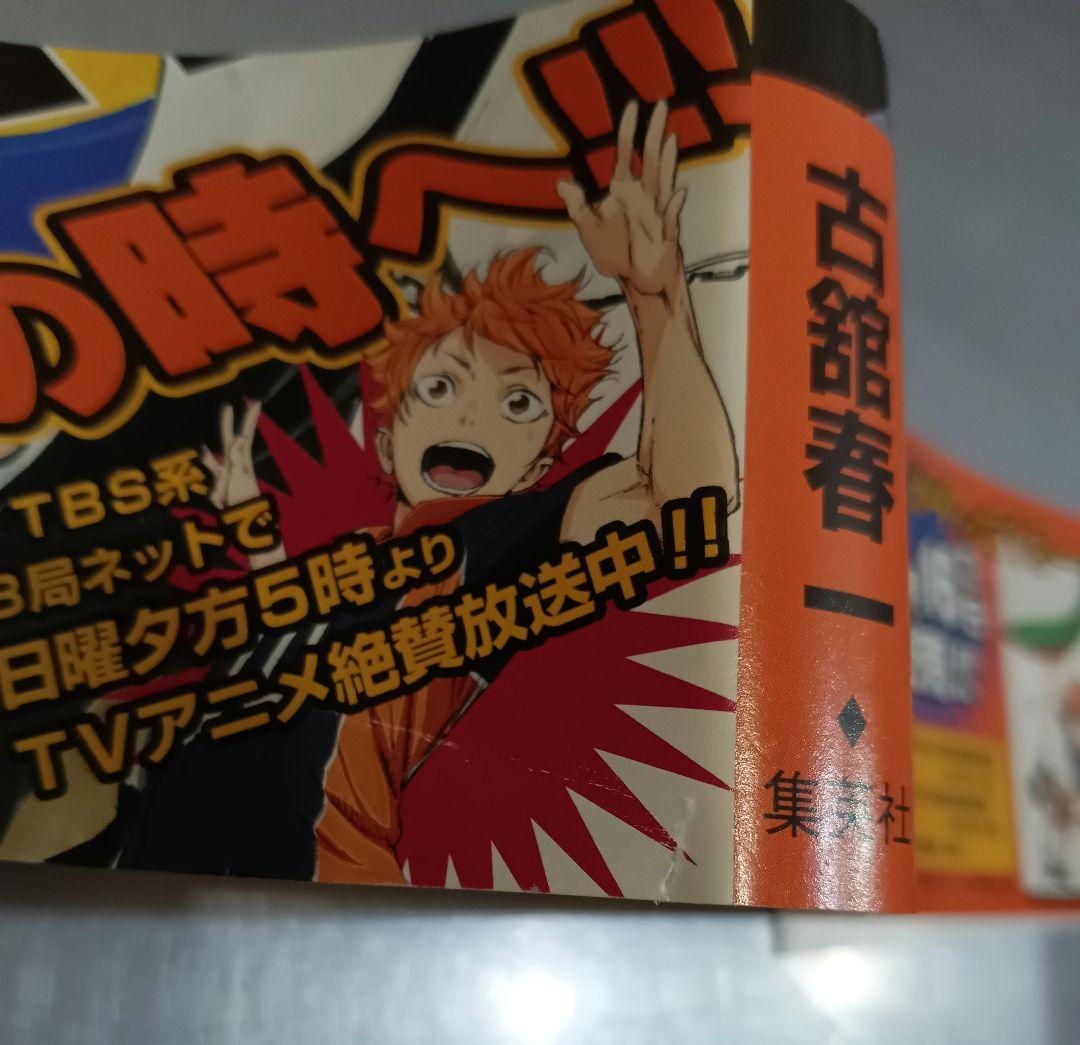 の時へ!!!
TBS系
8局ネットで
日曜夕方5時より
TVアニメ絶賛放送中!!
古舘春一
集英社